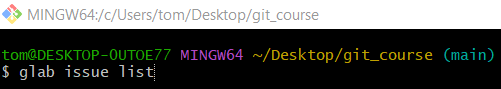 MINGW64:/c/Users/tom/Desktop/git_course
tom@DESKTOP-OUTOE77 MINGW64 ~/Desktop/git_course (main)
$ glab issue list